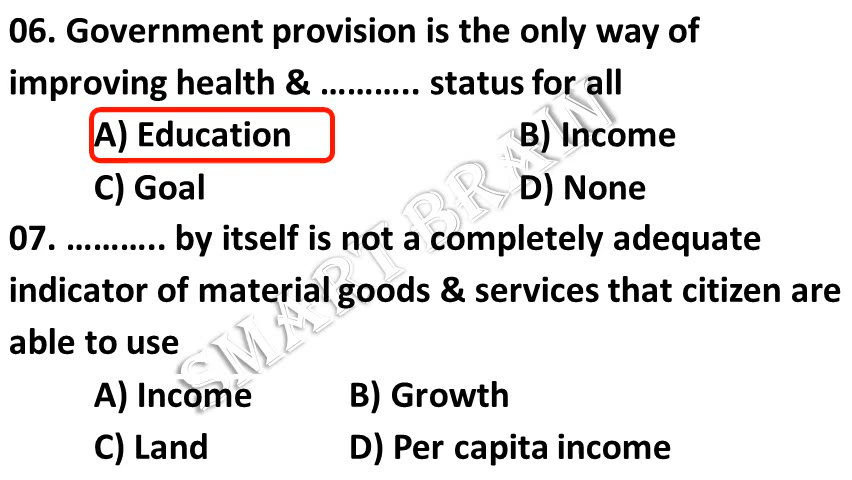 06. Government provision is the only way of
improving health & ……….. status for all
A) Education B) Income
C) Goal D) None
07. ……….. by itself is not a completely adequate
indicator of material goods & services that citizen are
able to use
A) Income B) Growth
C) Land D) Per capita income
SMART BRAIN